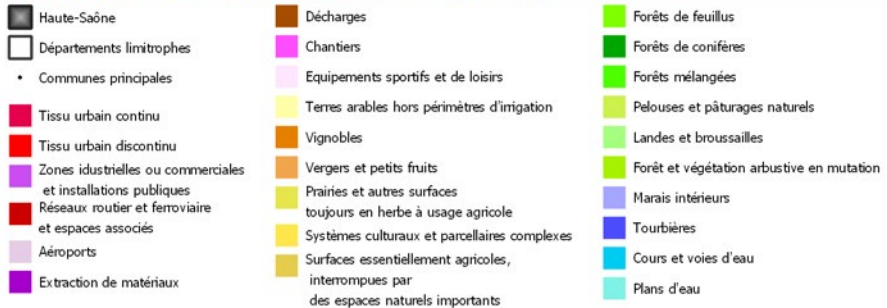 Haute-Saône
Départements limitrophes
Communes principales
Tissu urbain continu
Tissu urbain discontinu
Zones idustrielles ou commerciales
et installations publiques
Réseaux routier et ferroviaire
et espaces associés
Aéroports
Extraction de matériaux
Décharges
Chantiers
Equipements sportifs et de loisirs
Terres arables hors périmètres d'irrigation
Vignobles
Vergers et petits fruits
Prairies et autres surfaces
toujours en herbe à usage agricole
Systèmes culturaux et parcellaires complexes
Surfaces essentiellement agricoles,
interrompues par
des espaces naturels importants
Forêts de feuillus
Forêts de conifères
Forêts mélangées
Pelouses et pâturages naturels
Landes et broussailles
Forêt et végétation arbustive en mutation
Marais intérieurs
Tourbières
Cours et voies d'eau
Plans d'eau